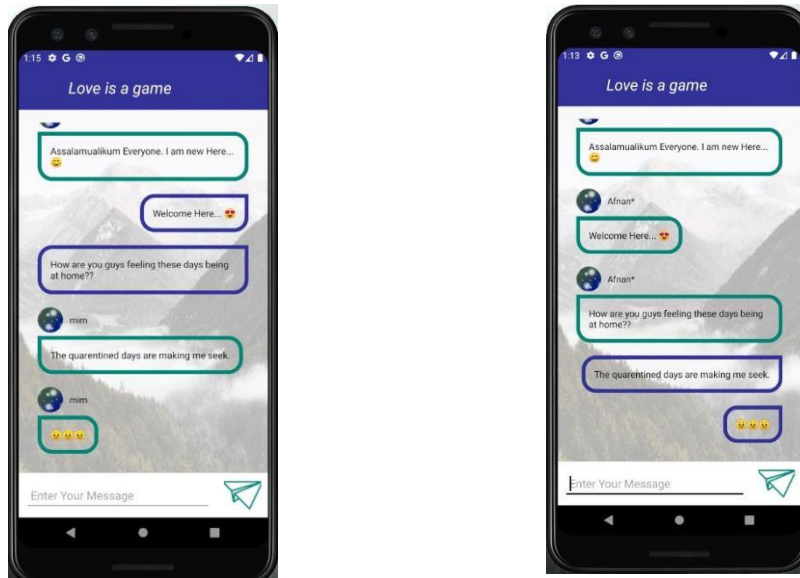 1:15 G
Love is a game
Assalamualikum Everyone. I am new Here...
😀
Welcome Here... 😍
How are you guys feeling these days being
at home??
mim
The quarentined days are making me seek.
mim
Enter Your Message
1:13 G
Love is a game
Assalamualikum Everyone. I am new Here...
😀
Afnan*
Welcome Here... 😍
Afnan*
How are you guys feeling these days being
at home??
The quarentined days are making me seek.
Enter Your Message